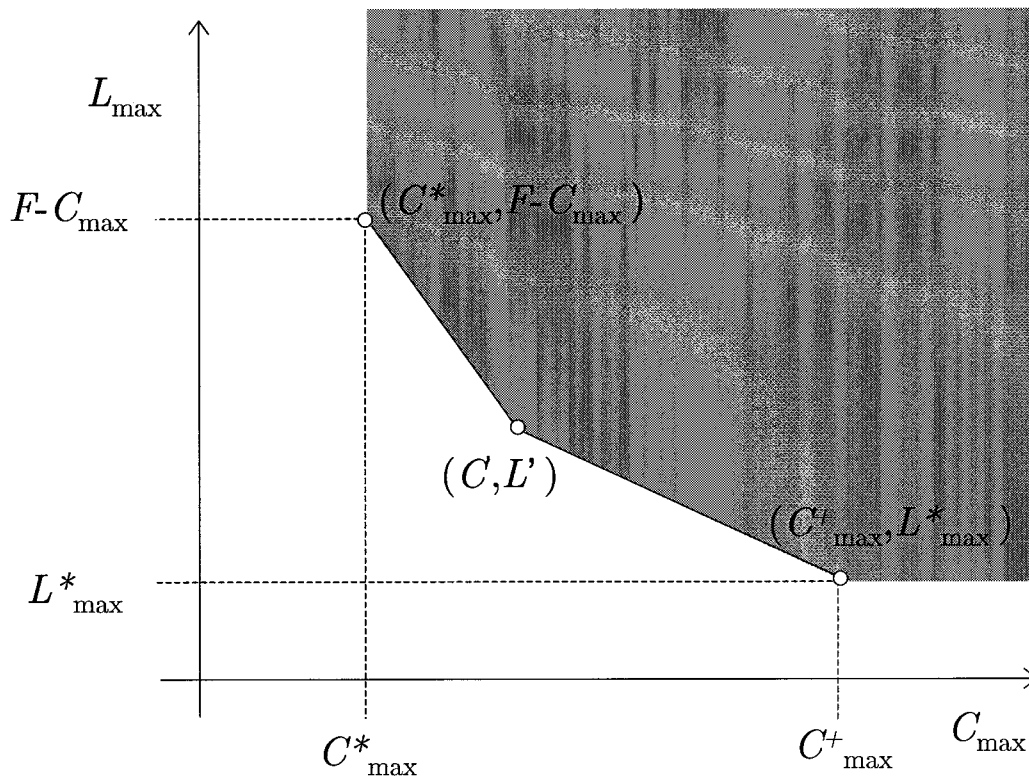 L_max
F-C_max
(C*_max, F-C_max)
(C, L')
(C+_max, L*_max)
L*_max
C*_max
C+_max
C_max